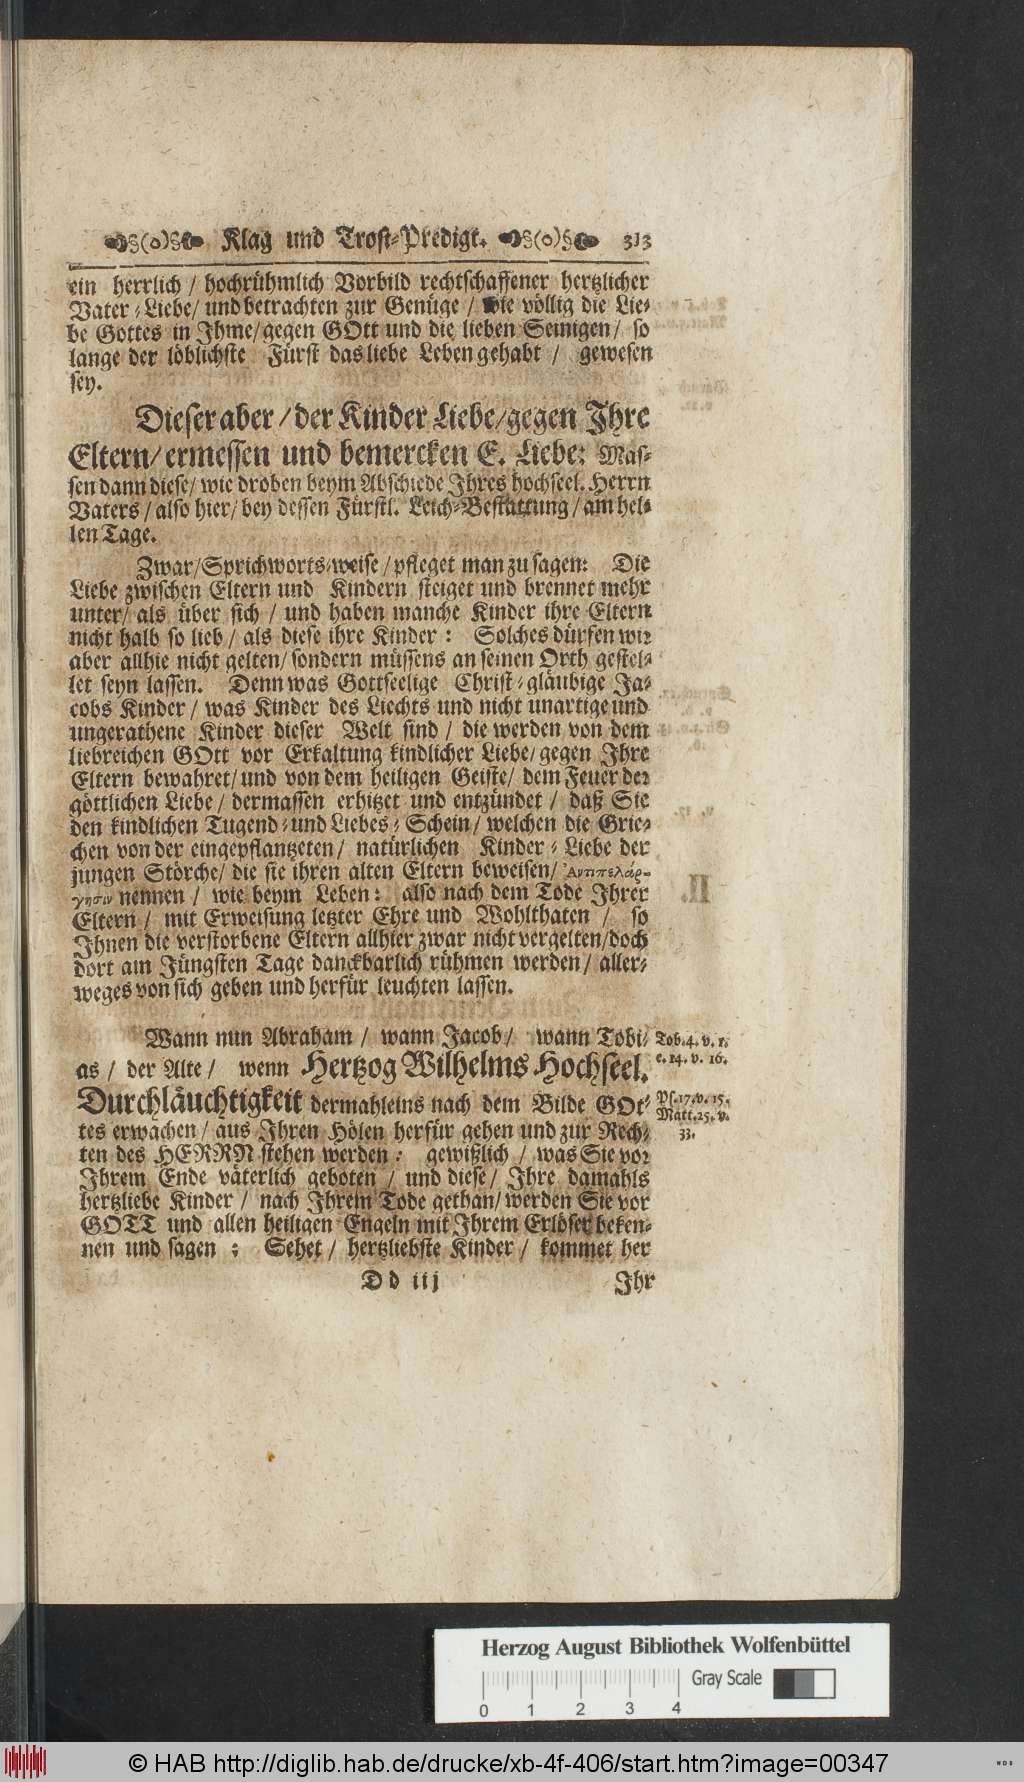 §(o)§ Klag und Trost-Predigt. §(o)§ 313
ein herrlich / hochrühmlich Vorbild rechtschaffener hertzlicher
Vater-Liebe / und betrachten zur Genüge / wie völlig die Lie-
be Gottes in Ihme / gegen GOtt und die lieben Seinigen / so
lange der löblichste Fürst das liebe Leben gehabt / gewesen
sey.
Dieser aber / der Kinder Liebe / gegen Ihre
Eltern / ermessen und bemercken E. Liebe: Mas-
sen dann diese / wie droben beym Abschiede Ihres hochseel. Herrn
Vaters / also hier / bey dessen Fürstl. Leich-Bestattung / am hel-
len Tage.
Zwar / Sprichworts-weise / pfleget man zu sagen: Die
Liebe zwischen Eltern und Kindern steiget und brennet mehr
unter / als über sich / und haben manche Kinder ihre Eltern
nicht halb so lieb / als diese ihre Kinder: Solches dürfen wir
aber allhie nicht gelten / sondern müssens an seinen Orth gestel-
let seyn lassen. Denn was Gottseelige Christ-gläubige Ja-
cobs Kinder / was Kinder des Liechts und nicht unartige und
ungerathene Kinder dieser Welt sind / die werden von dem
liebreichen GOtt vor Erkaltung kindlicher Liebe / gegen Ihre
Eltern bewahret / und von dem heiligen Geiste / dem Feuer der
göttlichen Liebe / dermassen erhitzet und entzündet / daß Sie
den kindlichen Tugend- und Liebes-Schein / welchen die Grie-
chen von der eingepflantzeten / natürlichen Kinder-Liebe der
jungen Störche / die sie ihren alten Eltern beweisen / Ἀντιπελάρ-
γησιν nennen / wie beym Leben: also nach dem Tode Ihrer
Eltern / mit Erweisung letzter Ehre und Wohlthaten / so
Ihnen die verstorbene Eltern allhier zwar nicht vergelten / doch
dort am Jüngsten Tage danckbarlich rühmen werden / aller-
weges von sich geben und herfür leuchten lassen.
Wann nun Abraham / wann Jacob / wann Tobi-
as / der Alte / wenn Hertzog Wilhelms Hochseel.
Durchläuchtigkeit dermahleins nach dem Bilde GOt-
tes erwachen / aus Ihren Hölen herfür gehen und zur Rech-
ten des HERRN stehen werden: gewißlich / was Sie vor
Ihrem Ende väterlich geboten / und diese / Ihre damahls
hertzliebe Kinder / nach Ihrem Tode gethan / werden Sie vor
GOTT und allen heiligen Engeln mit Ihrem Erlöser beken-
nen und sagen: Sehet / hertzliebste Kinder / kommet her
Dd iij Ihr
Tob. 4. v. 1.
c. 14. v. 16.
Ps. 17. v. 15.
Matt. 25. v.
33.
Herzog August Bibliothek Wolfenbüttel
Gray Scale
0 1 2 3 4
© HAB http://diglib.hab.de/drucke/xb-4f-406/start.htm?image=00347